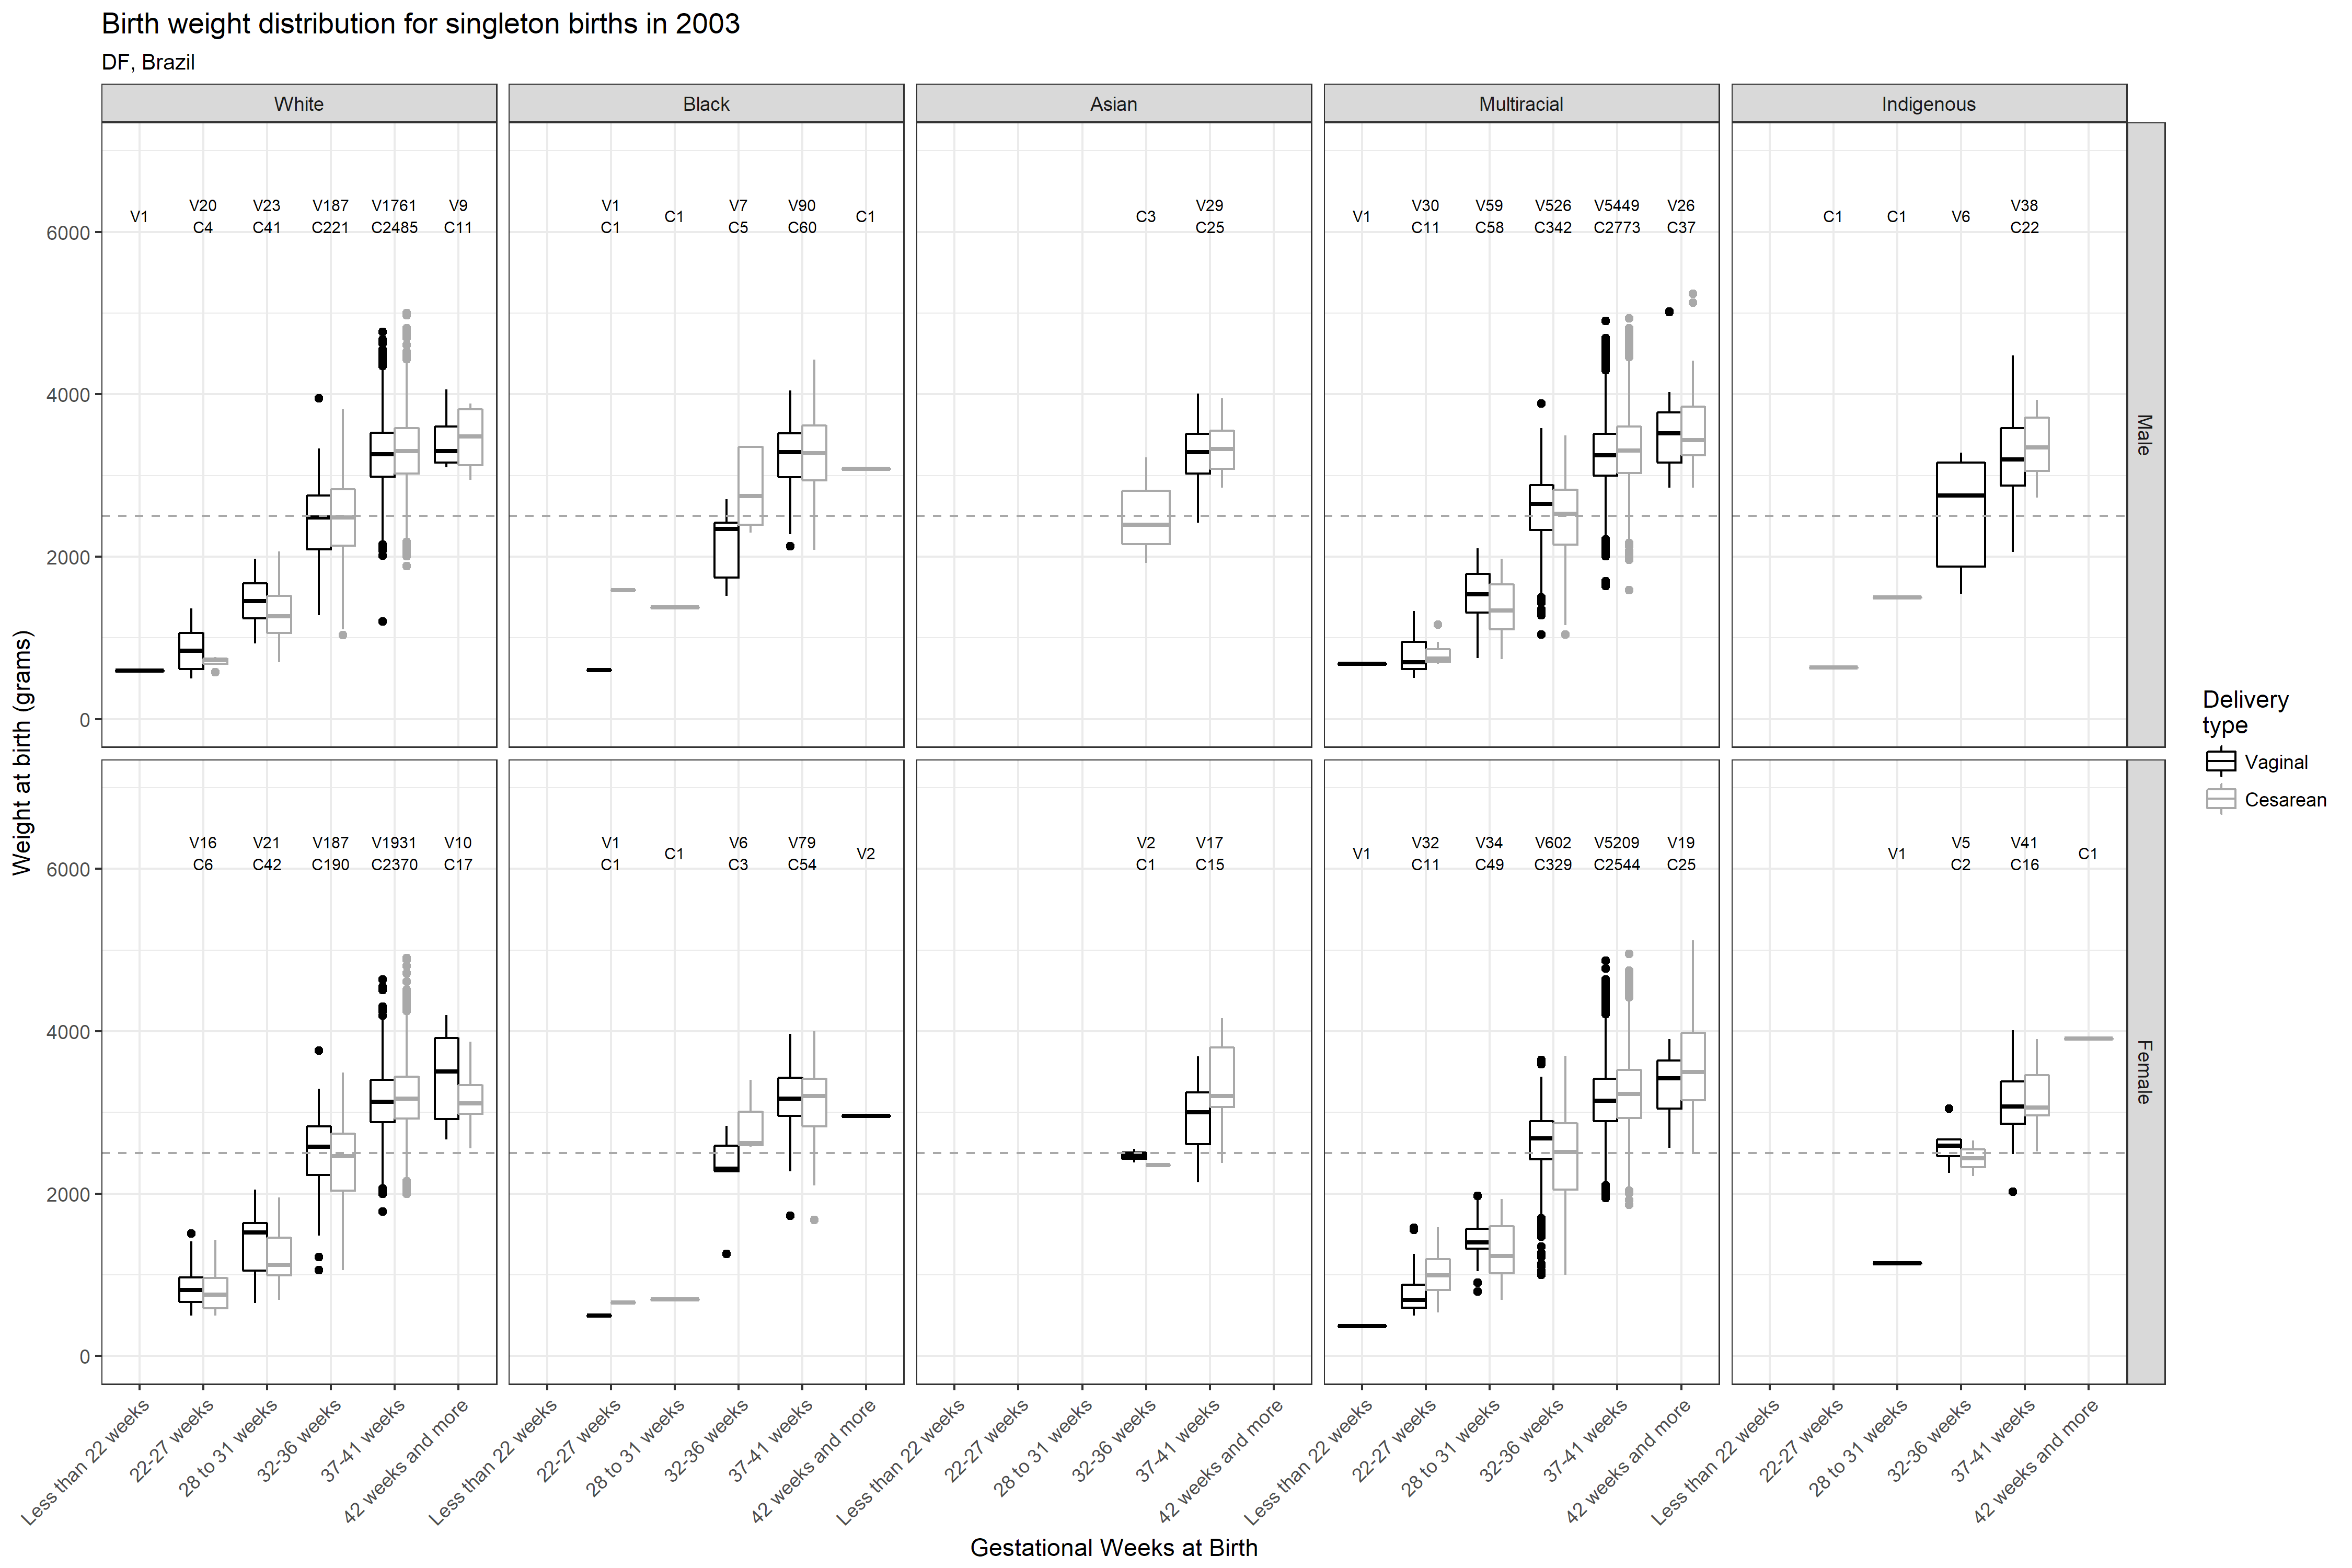 Birth weight distribution for singleton births in 2003
DF, Brazil
White
Black
Asian
Multiracial
Indigenous
V1
V20
C4
V23
C41
V187
C221
V1761
C2485
V9
C11
V1
C1
C1
V7
C5
V90
C60
C1
C3
V29
C25
V1
V30
C11
V59
C58
V526
C342
V5449
C2773
V26
C37
C1
C1
V6
V38
C22
6000
4000
2000
0
Male
V16
C6
V21
C42
V187
C190
V1931
C2370
V10
C17
V1
C1
C1
V6
C3
V79
C54
V2
V2
C1
V17
C15
V1
V32
C11
V34
C49
V602
C329
V5209
C2544
V19
C25
V1
V5
C2
V41
C16
C1
6000
4000
2000
0
Female
Weight at birth (grams)
Less than 22 weeks
22-27 weeks
28 to 31 weeks
32-36 weeks
37-41 weeks
42 weeks and more
Less than 22 weeks
22-27 weeks
28 to 31 weeks
32-36 weeks
37-41 weeks
42 weeks and more
Less than 22 weeks
22-27 weeks
28 to 31 weeks
32-36 weeks
37-41 weeks
42 weeks and more
Less than 22 weeks
22-27 weeks
28 to 31 weeks
32-36 weeks
37-41 weeks
42 weeks and more
Less than 22 weeks
22-27 weeks
28 to 31 weeks
32-36 weeks
37-41 weeks
42 weeks and more
Gestational Weeks at Birth
Delivery
type
Vaginal
Cesarean